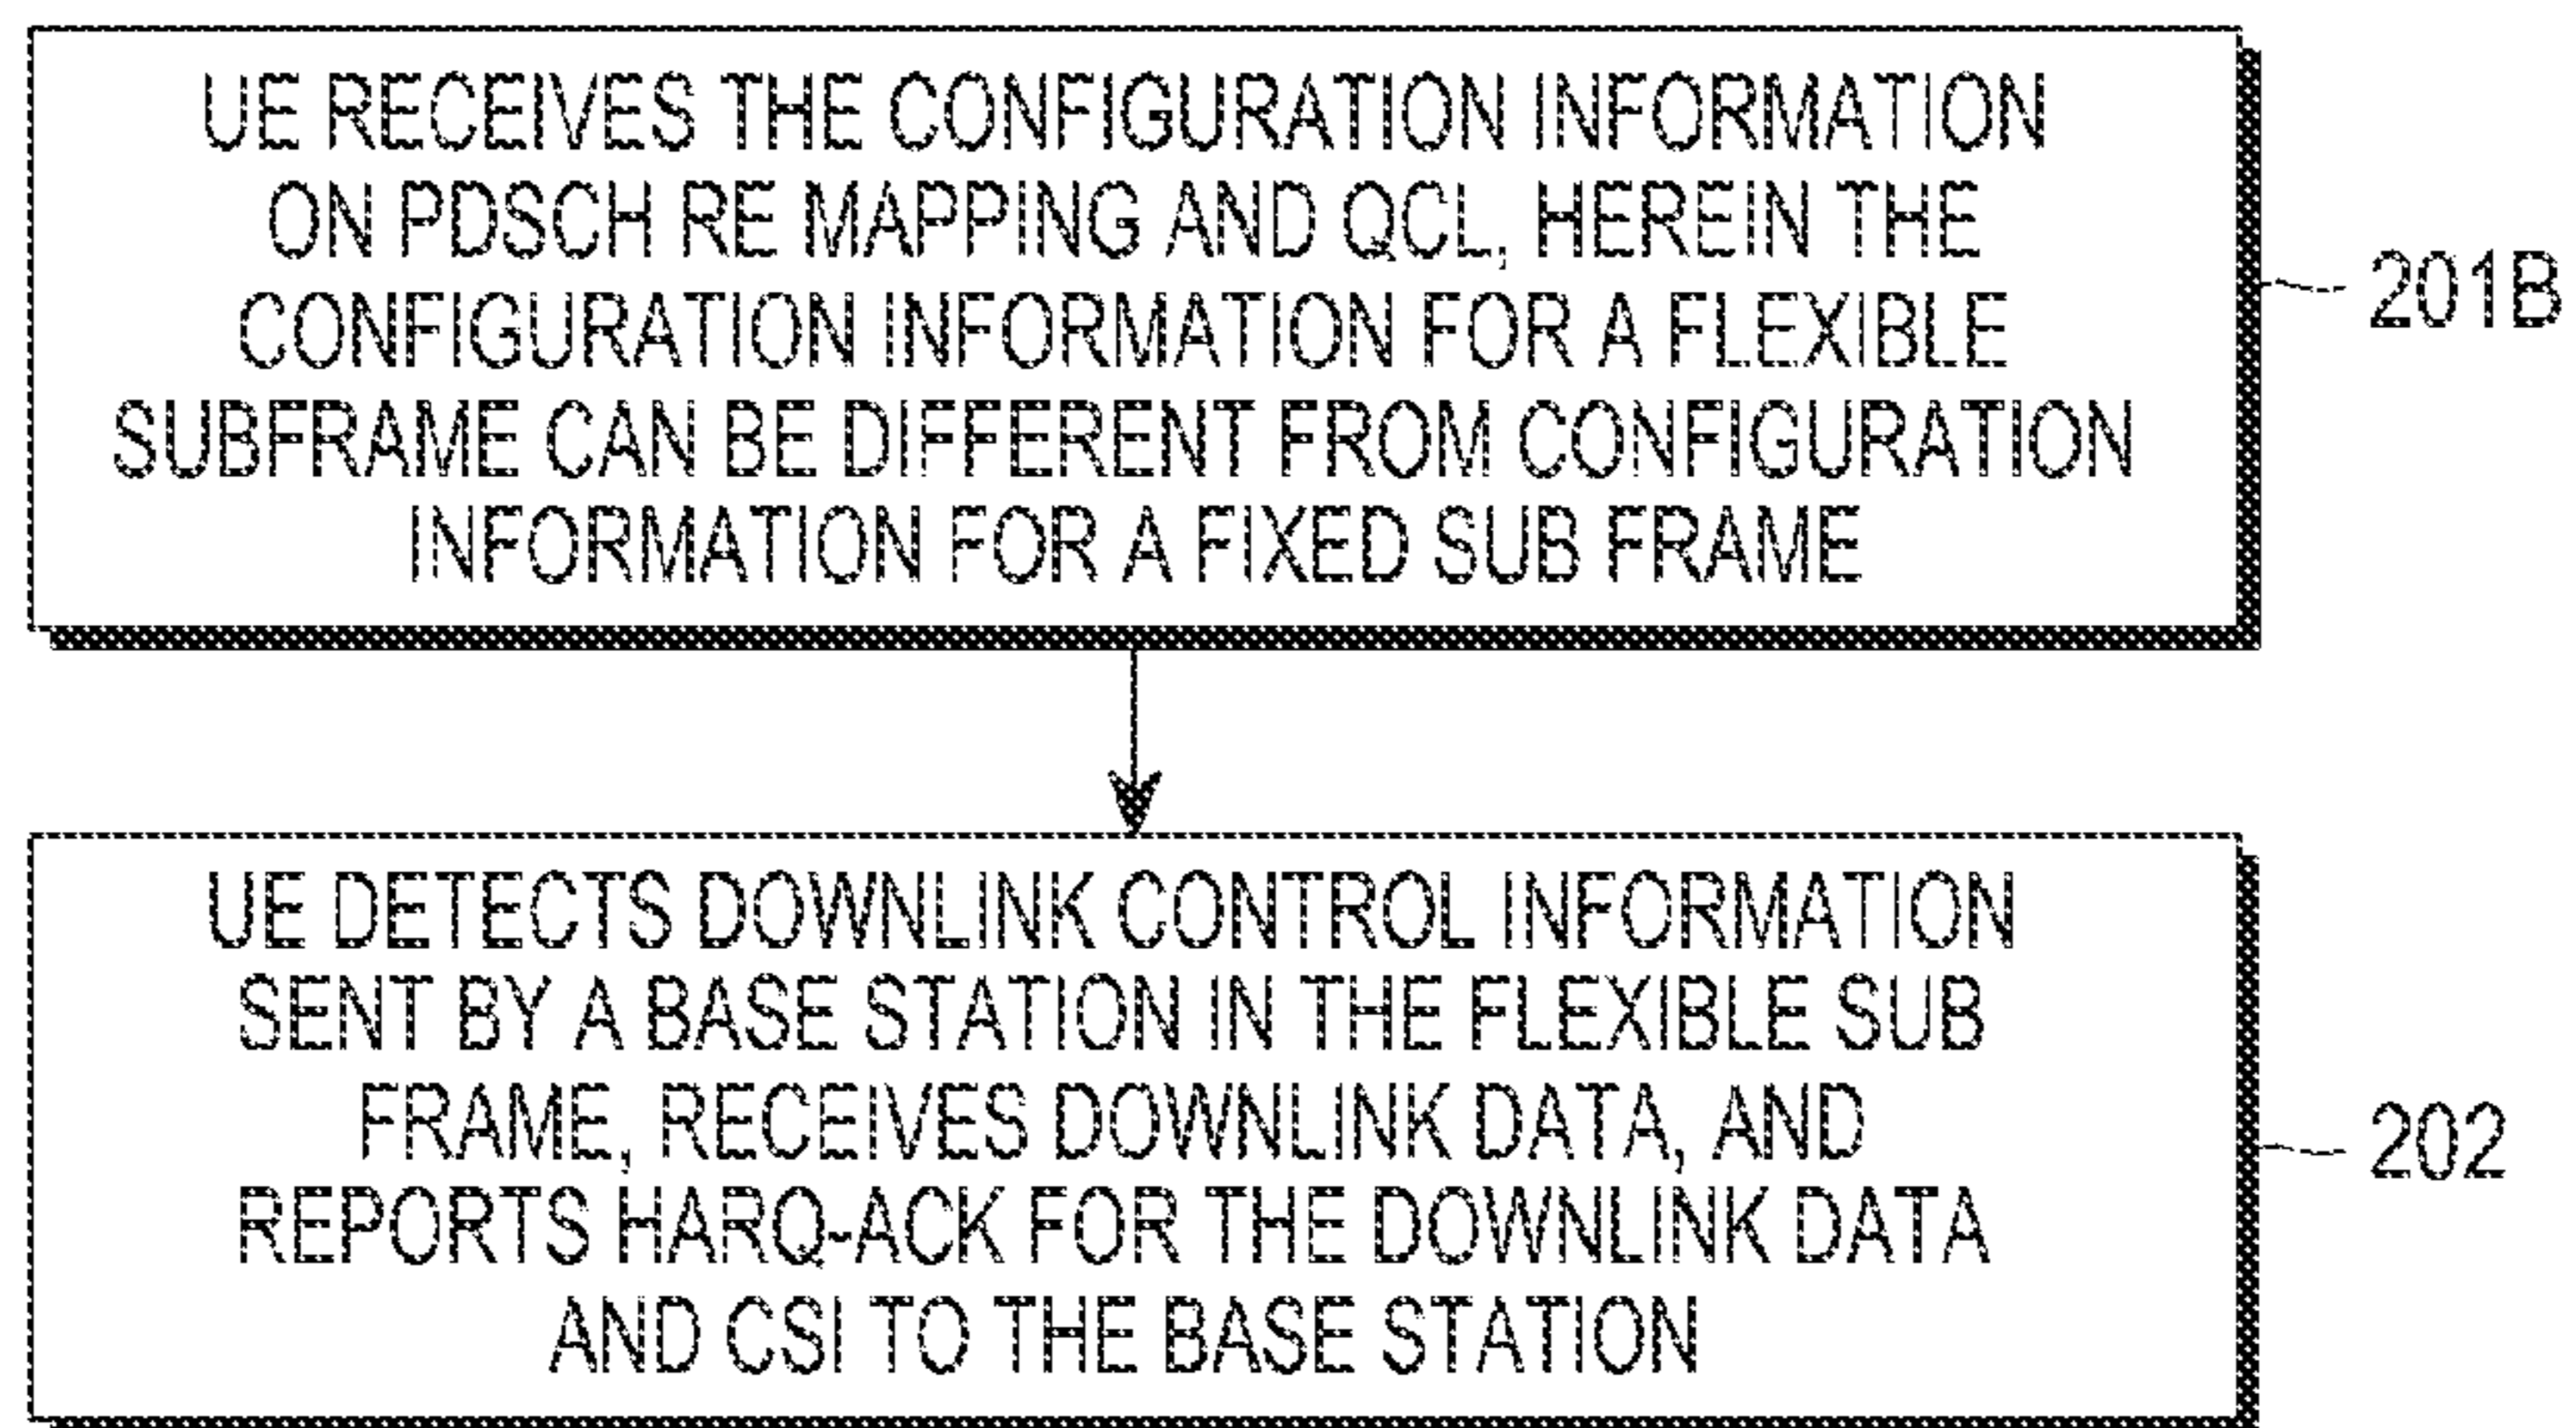 UE RECEIVES THE CONFIGURATION INFORMATION
ON PDSCH RE MAPPING AND QCL, HEREIN THE
CONFIGURATION INFORMATION FOR A FLEXIBLE
SUBFRAME CAN BE DIFFERENT FROM CONFIGURATION
INFORMATION FOR A FIXED SUB FRAME
201B
UE DETECTS DOWNLINK CONTROL INFORMATION
SENT BY A BASE STATION IN THE FLEXIBLE SUB
FRAME, RECEIVES DOWNLINK DATA, AND
REPORTS HARQ-ACK FOR THE DOWNLINK DATA
AND CSI TO THE BASE STATION
202